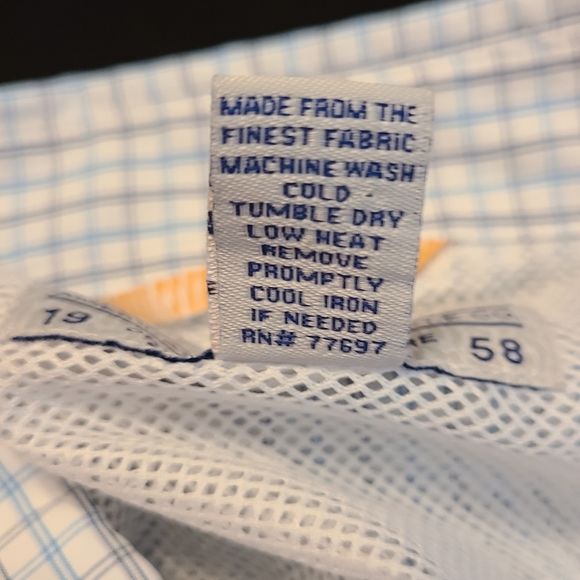 MADE FROM THE
FINEST FABRIC
MACHINE WASH
COLD -
TUMBLE DRY
LOW HEAT
REMOVE
PROMPTLY
COOL IRON
IF NEEDED
RN# 77697
19
58